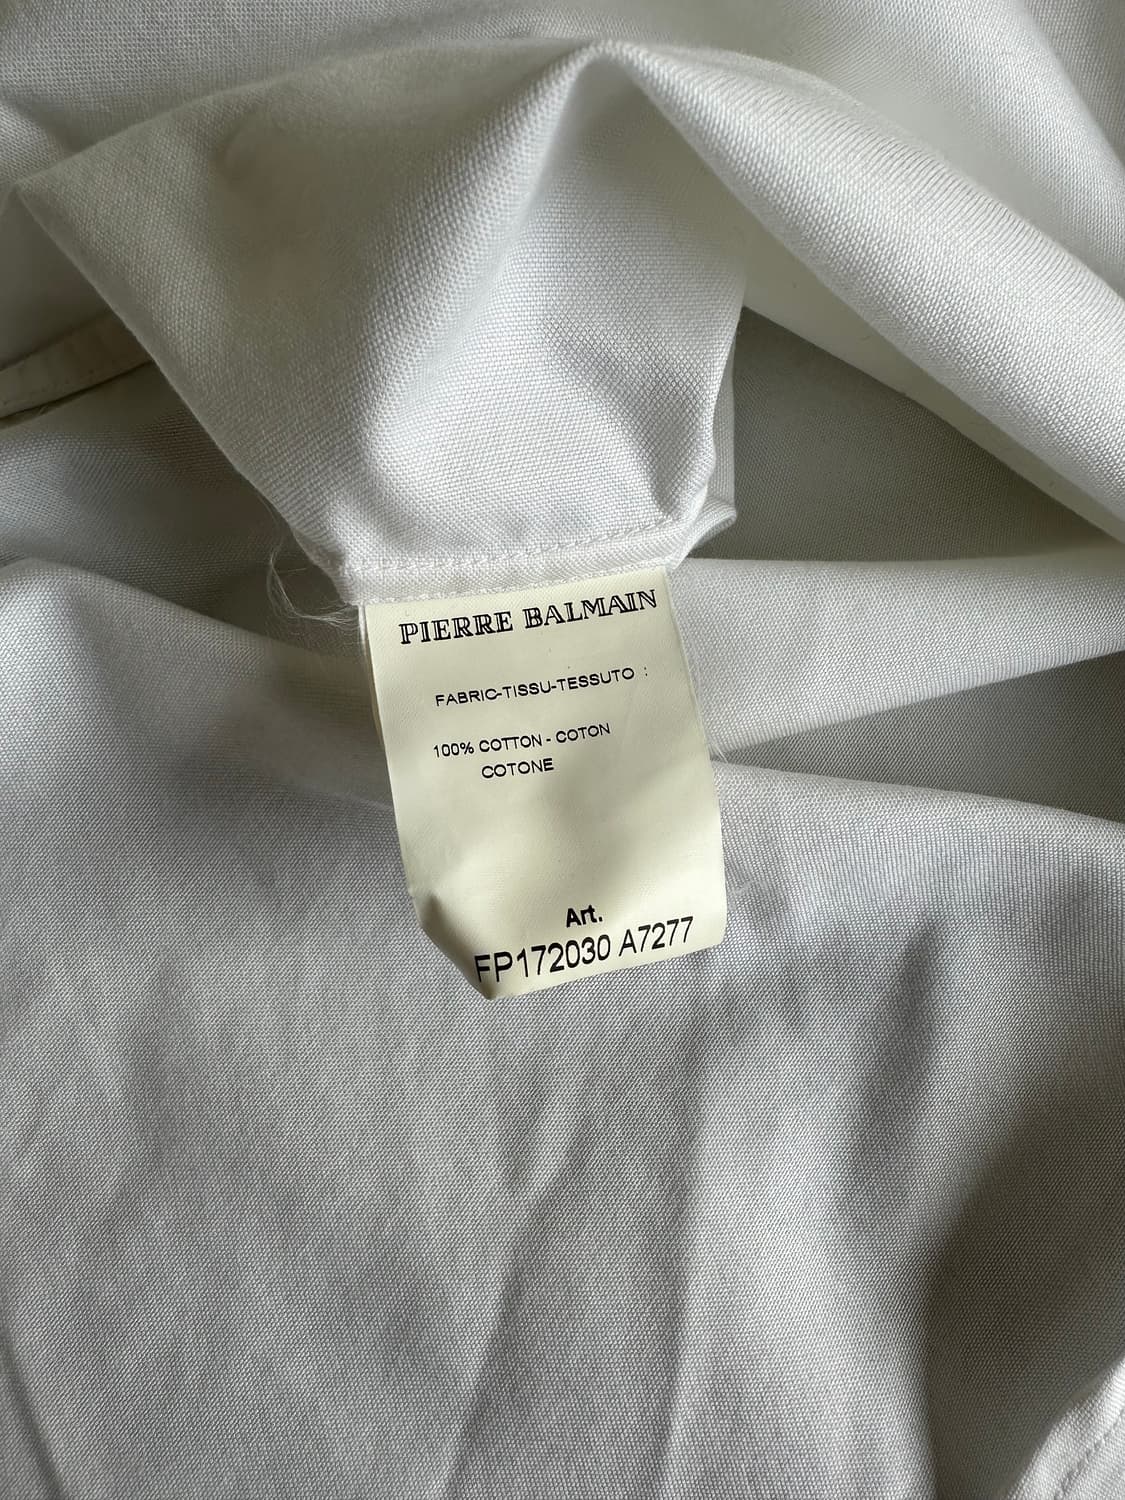 PIERRE BALMAIN
FABRIC-TISSU-TESSUTO :
100% COTTON - COTON
COTONE
Art.
FP172030 A7277